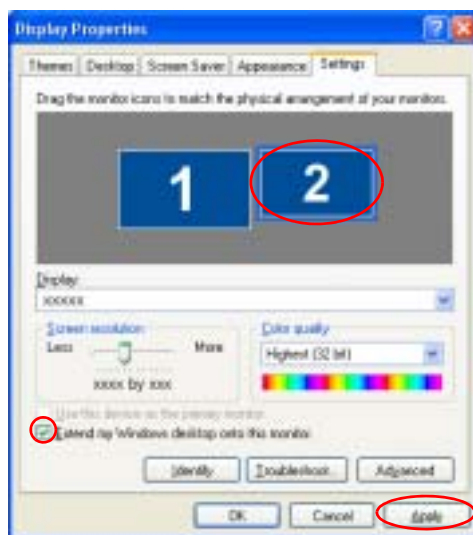 Display Properties
Themes Desktop Screen Saver Appearance Settings
Drag the monitor icons to match the physical arrangement of your monitors.
1 2
Display:
xxxxxx
Screen resolution Color quality
Less More Highest (32 bit)
xxxx by xxx
Use this device as the primary monitor.
Extend my Windows desktop onto this monitor.
Identify Troubleshoot... Advanced
OK Cancel Apply